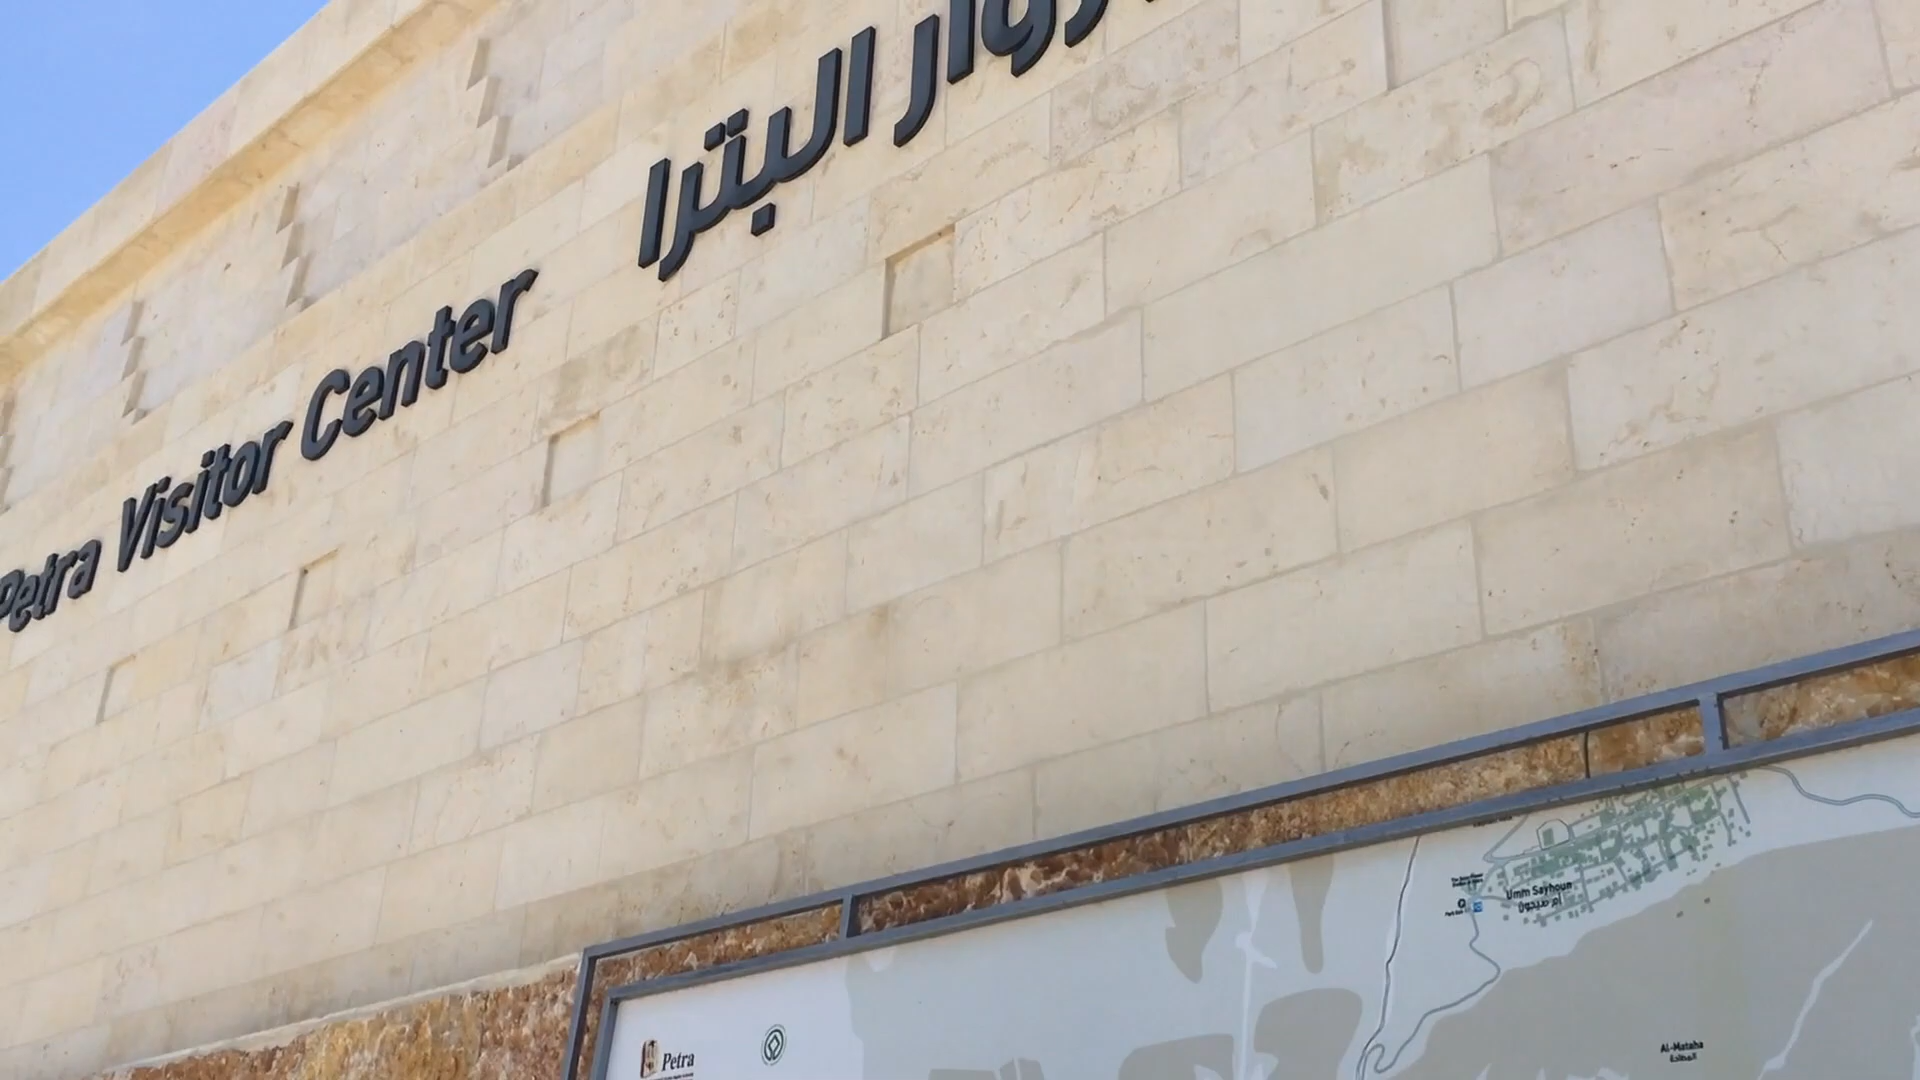 زوار البترا
Petra Visitor Center
Umm Sayhoun
أم صيحون
Petra
Al-Mataha
المطاحة